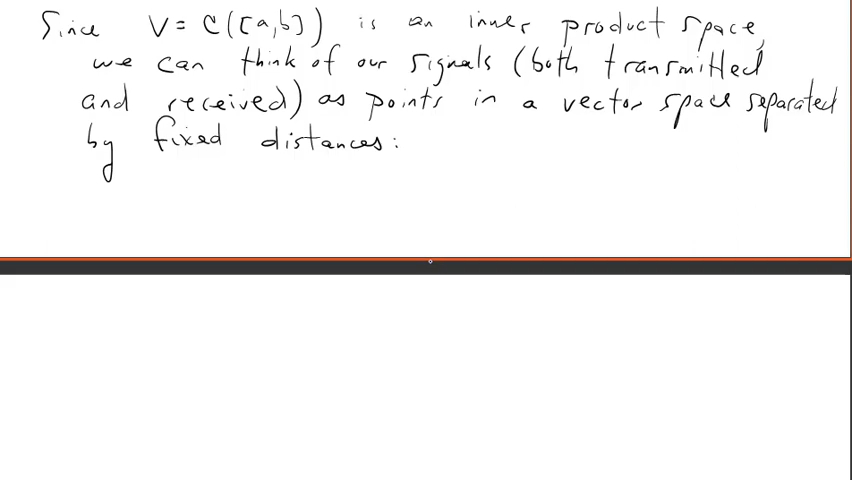 Since V = C([a,b]) is an inner product space,
we can think of our signals (both transmitted
and received) as points in a vector space separated
by fixed distances: